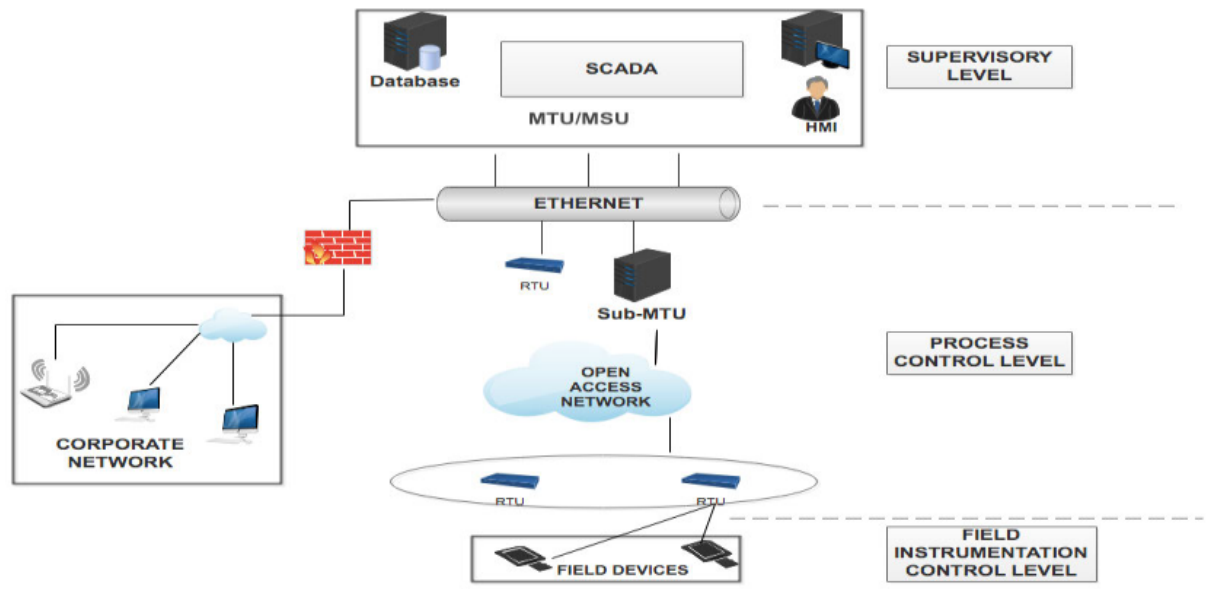 Database
SCADA
MTU/MSU
HMI
SUPERVISORY
LEVEL
ETHERNET
RTU
Sub-MTU
PROCESS
CONTROL LEVEL
OPEN
ACCESS
NETWORK
CORPORATE
NETWORK
RTU
RTU
FIELD DEVICES
FIELD
INSTRUMENTATION
CONTROL LEVEL